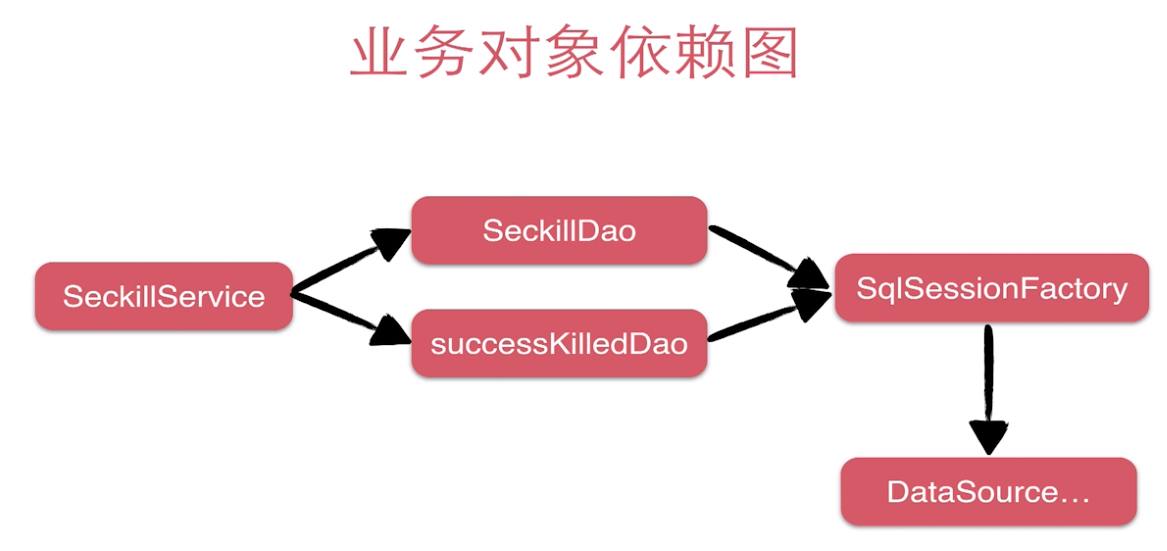 业务对象依赖图
SeckillDao
SeckillService
SqlSessionFactory
successKilledDao
DataSource…